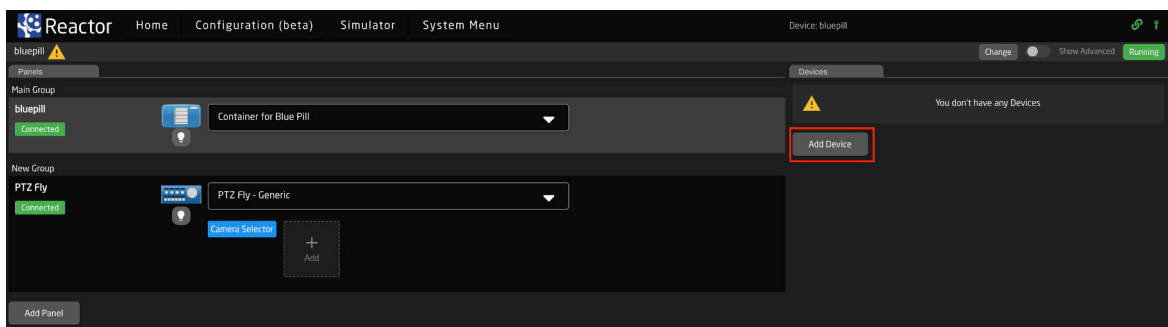 Reactor Home Configuration (beta) Simulator System Menu Device: bluepill
bluepill Change Show Advanced Running
Panels
Main Group
bluepill
Connected
Container for Blue Pill
New Group
PTZ Fly
Connected
PTZ Fly - Generic
Camera Selector
+
Add
Add Panel
Devices
You don't have any Devices
Add Device